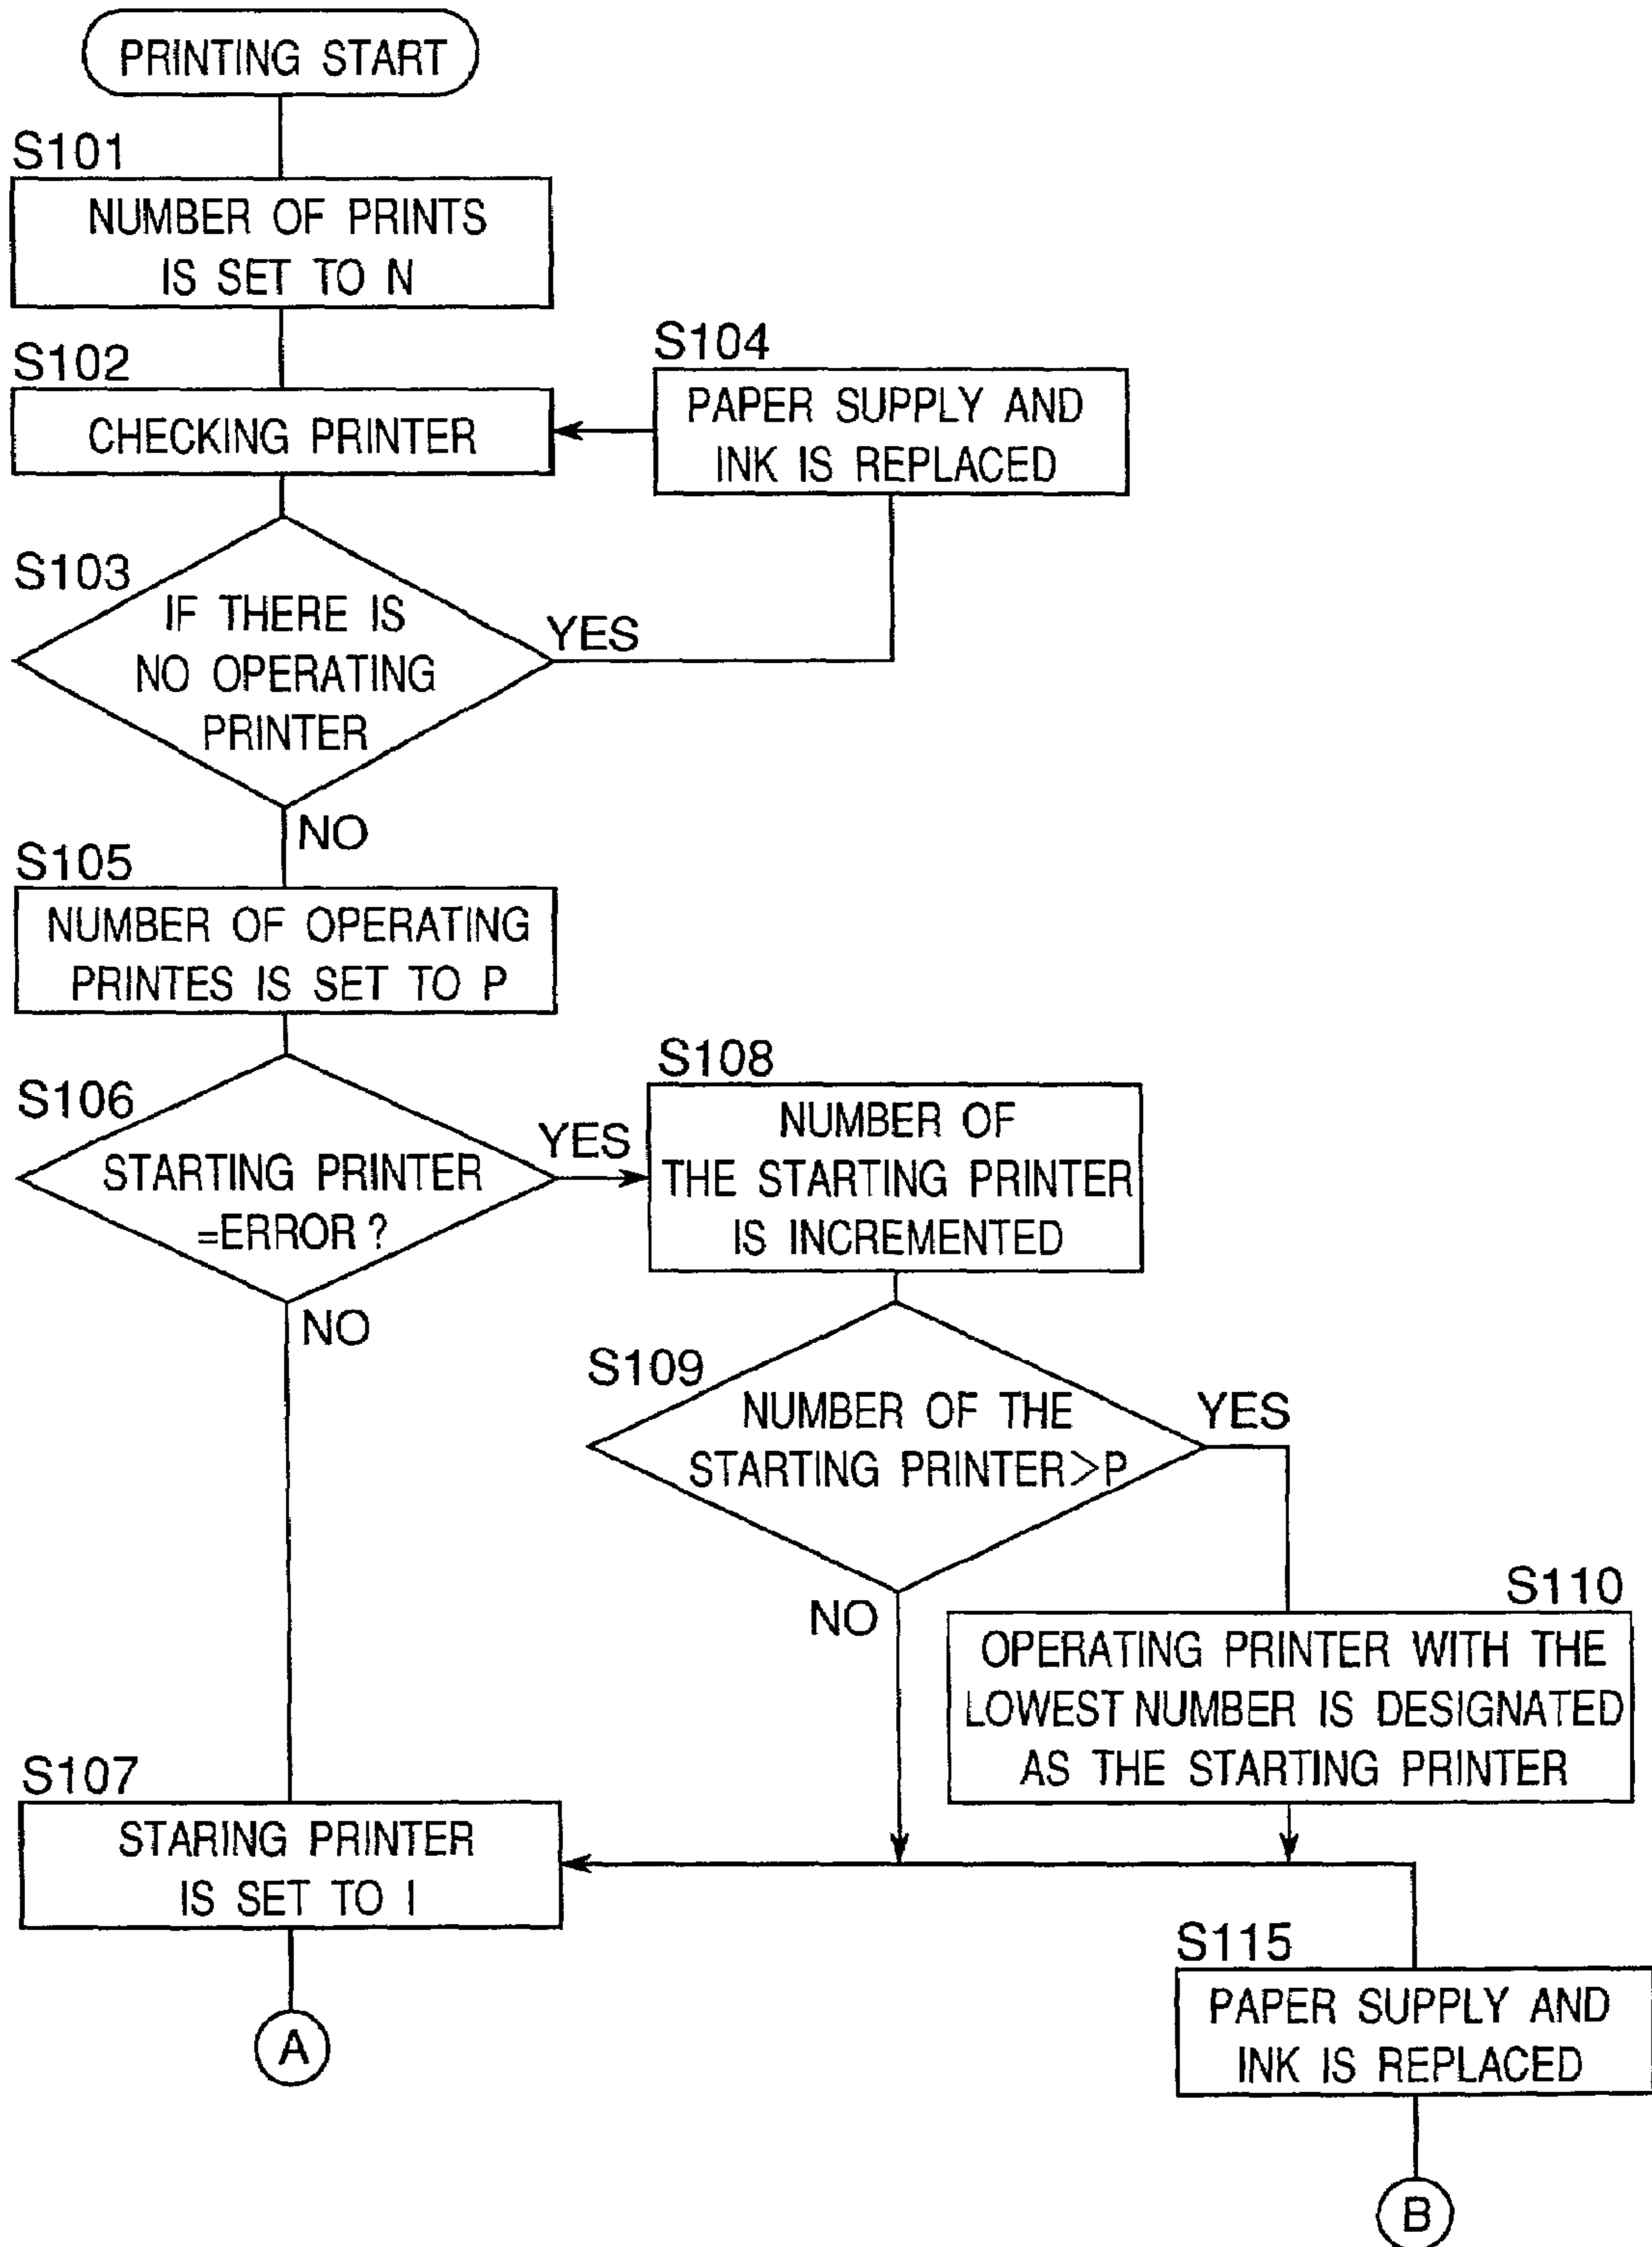 PRINTING START
S101
NUMBER OF PRINTS
IS SET TO N
S102
CHECKING PRINTER
S104
PAPER SUPPLY AND
INK IS REPLACED
S103
IF THERE IS
NO OPERATING
PRINTER
YES
NO
S105
NUMBER OF OPERATING
PRINTES IS SET TO P
S106
STARTING PRINTER
=ERROR?
YES
NO
S108
NUMBER OF
THE STARTING PRINTER
IS INCREMENTED
S109
NUMBER OF THE
STARTING PRINTER>P
YES
NO
S110
OPERATING PRINTER WITH THE
LOWEST NUMBER IS DESIGNATED
AS THE STARTING PRINTER
S107
STARING PRINTER
IS SET TO I
A
S115
PAPER SUPPLY AND
INK IS REPLACED
B